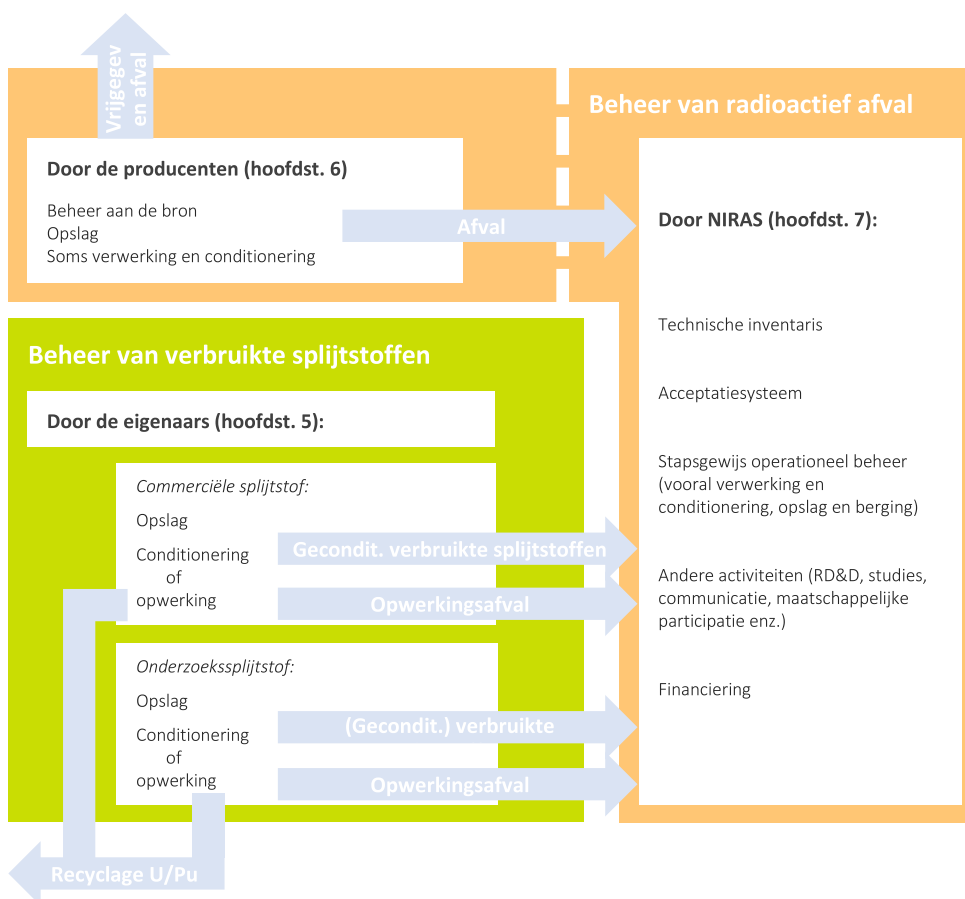 Vrijgegev
en afval
Beheer van radioactief afval
Door de producenten (hoofdst. 6)
Beheer aan de bron
Opslag
Soms verwerking en conditionering
Afval
Door NIRAS (hoofdst. 7):
Technische inventaris
Acceptatiesysteem
Stapsgewijs operationeel beheer
(vooral verwerking en
conditionering, opslag en berging)
Andere activiteiten (RD&D, studies,
communicatie, maatschappelijke
participatie enz.)
Financiering
Beheer van verbruikte splijtstoffen
Door de eigenaars (hoofdst. 5):
Commerciële splijtstof:
Opslag
Conditionering
of
opwerking
Gecondit. verbruikte splijtstoffen
Opwerkingsafval
Onderzoekssplijtstof:
Opslag
Conditionering
of
opwerking
(Gecondit.) verbruikte
Opwerkingsafval
Recyclage U/Pu